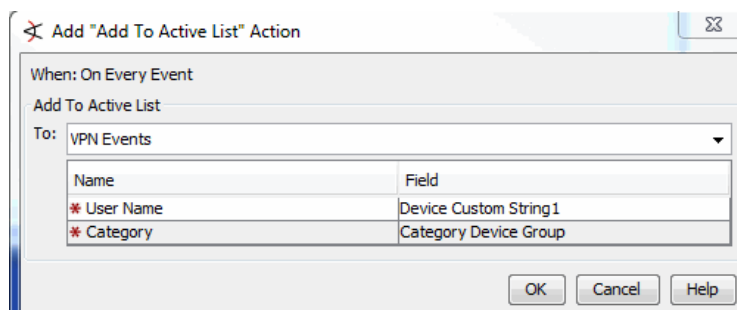 Add "Add To Active List" Action
When: On Every Event
Add To Active List
To: VPN Events
Name Field
* User Name Device Custom String1
* Category Category Device Group
OK Cancel Help